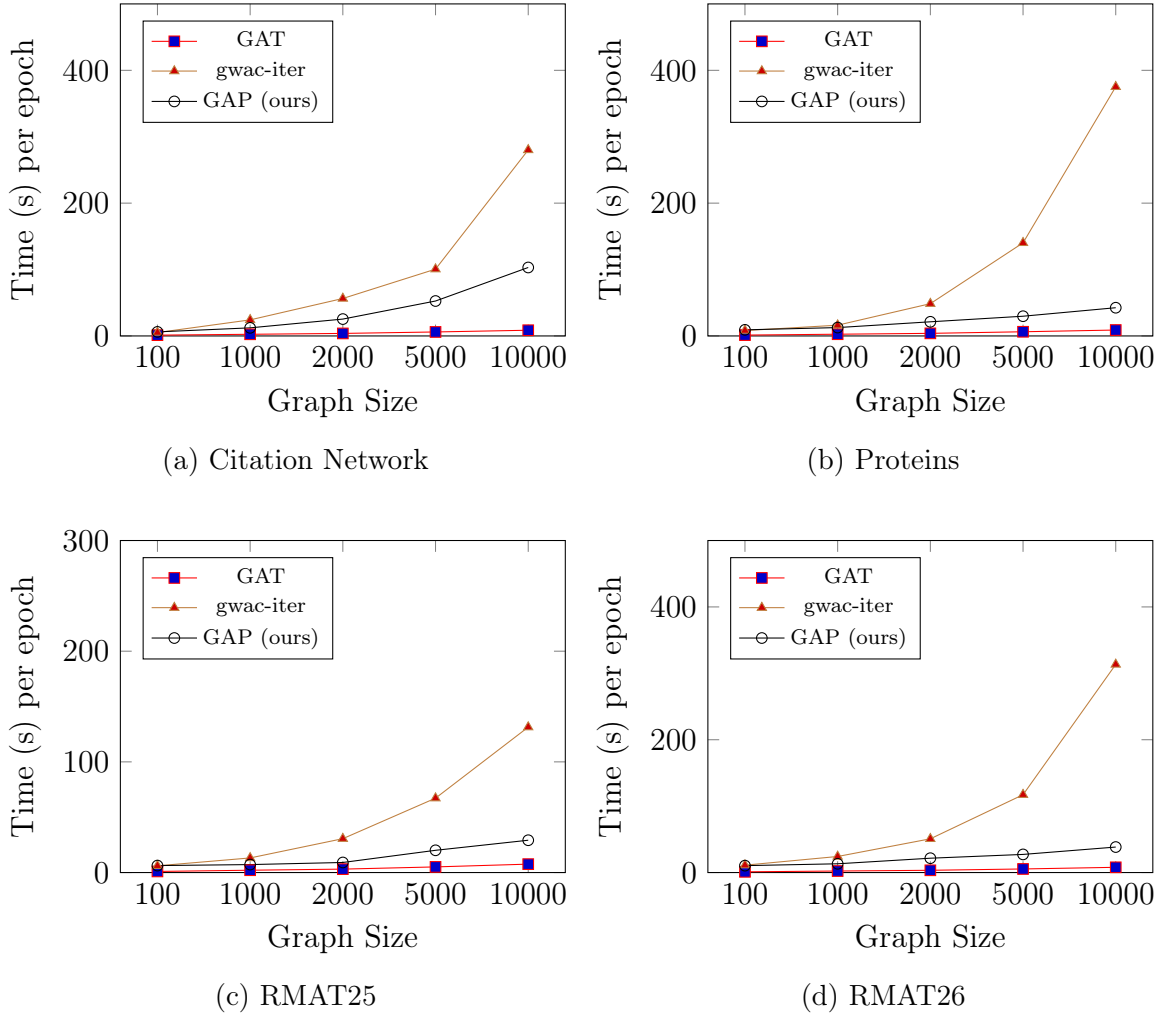 GAT
gwac-iter
GAP (ours)
400
200
0
Time (s) per epoch
100 1000 2000 5000 10000
Graph Size
(a) Citation Network
GAT
gwac-iter
GAP (ours)
400
200
0
Time (s) per epoch
100 1000 2000 5000 10000
Graph Size
(b) Proteins
GAT
gwac-iter
GAP (ours)
300
200
100
0
Time (s) per epoch
100 1000 2000 5000 10000
Graph Size
(c) RMAT25
GAT
gwac-iter
GAP (ours)
400
200
0
Time (s) per epoch
100 1000 2000 5000 10000
Graph Size
(d) RMAT26